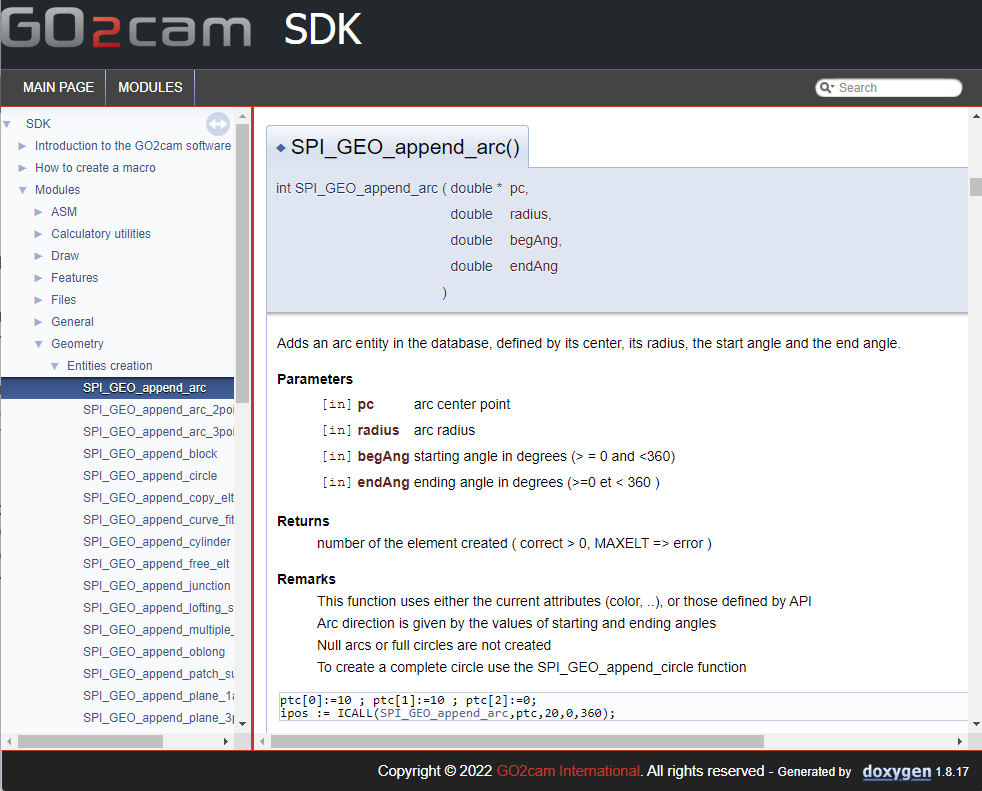 GO2cam SDK
MAIN PAGE MODULES Search
SDK
Introduction to the GO2cam software
How to create a macro
Modules
ASM
Calculatory utilities
Draw
Features
Files
General
Geometry
Entities creation
SPI_GEO_append_arc
SPI_GEO_append_arc_2poi
SPI_GEO_append_arc_3poi
SPI_GEO_append_block
SPI_GEO_append_circle
SPI_GEO_append_copy_elt
SPI_GEO_append_curve_fit
SPI_GEO_append_cylinder
SPI_GEO_append_free_elt
SPI_GEO_append_junction
SPI_GEO_append_lofting_s
SPI_GEO_append_multiple_
SPI_GEO_append_oblong
SPI_GEO_append_patch_su
SPI_GEO_append_plane_1a
SPI_GEO_append_plane_3p
◆ SPI_GEO_append_arc()
int SPI_GEO_append_arc ( double * pc,
double radius,
double begAng,
double endAng
)
Adds an arc entity in the database, defined by its center, its radius, the start angle and the end angle.
Parameters
[in] pc arc center point
[in] radius arc radius
[in] begAng starting angle in degrees (> = 0 and <360)
[in] endAng ending angle in degrees (>=0 et < 360 )
Returns
number of the element created ( correct > 0, MAXELT => error )
Remarks
This function uses either the current attributes (color, ..), or those defined by API
Arc direction is given by the values of starting and ending angles
Null arcs or full circles are not created
To create a complete circle use the SPI_GEO_append_circle function
ptc[0]:=10 ; ptc[1]:=10 ; ptc[2]:=0;
ipos := ICALL(SPI_GEO_append_arc,ptc,20,0,360);
Copyright © 2022 GO2cam International. All rights reserved - Generated by doxygen 1.8.17